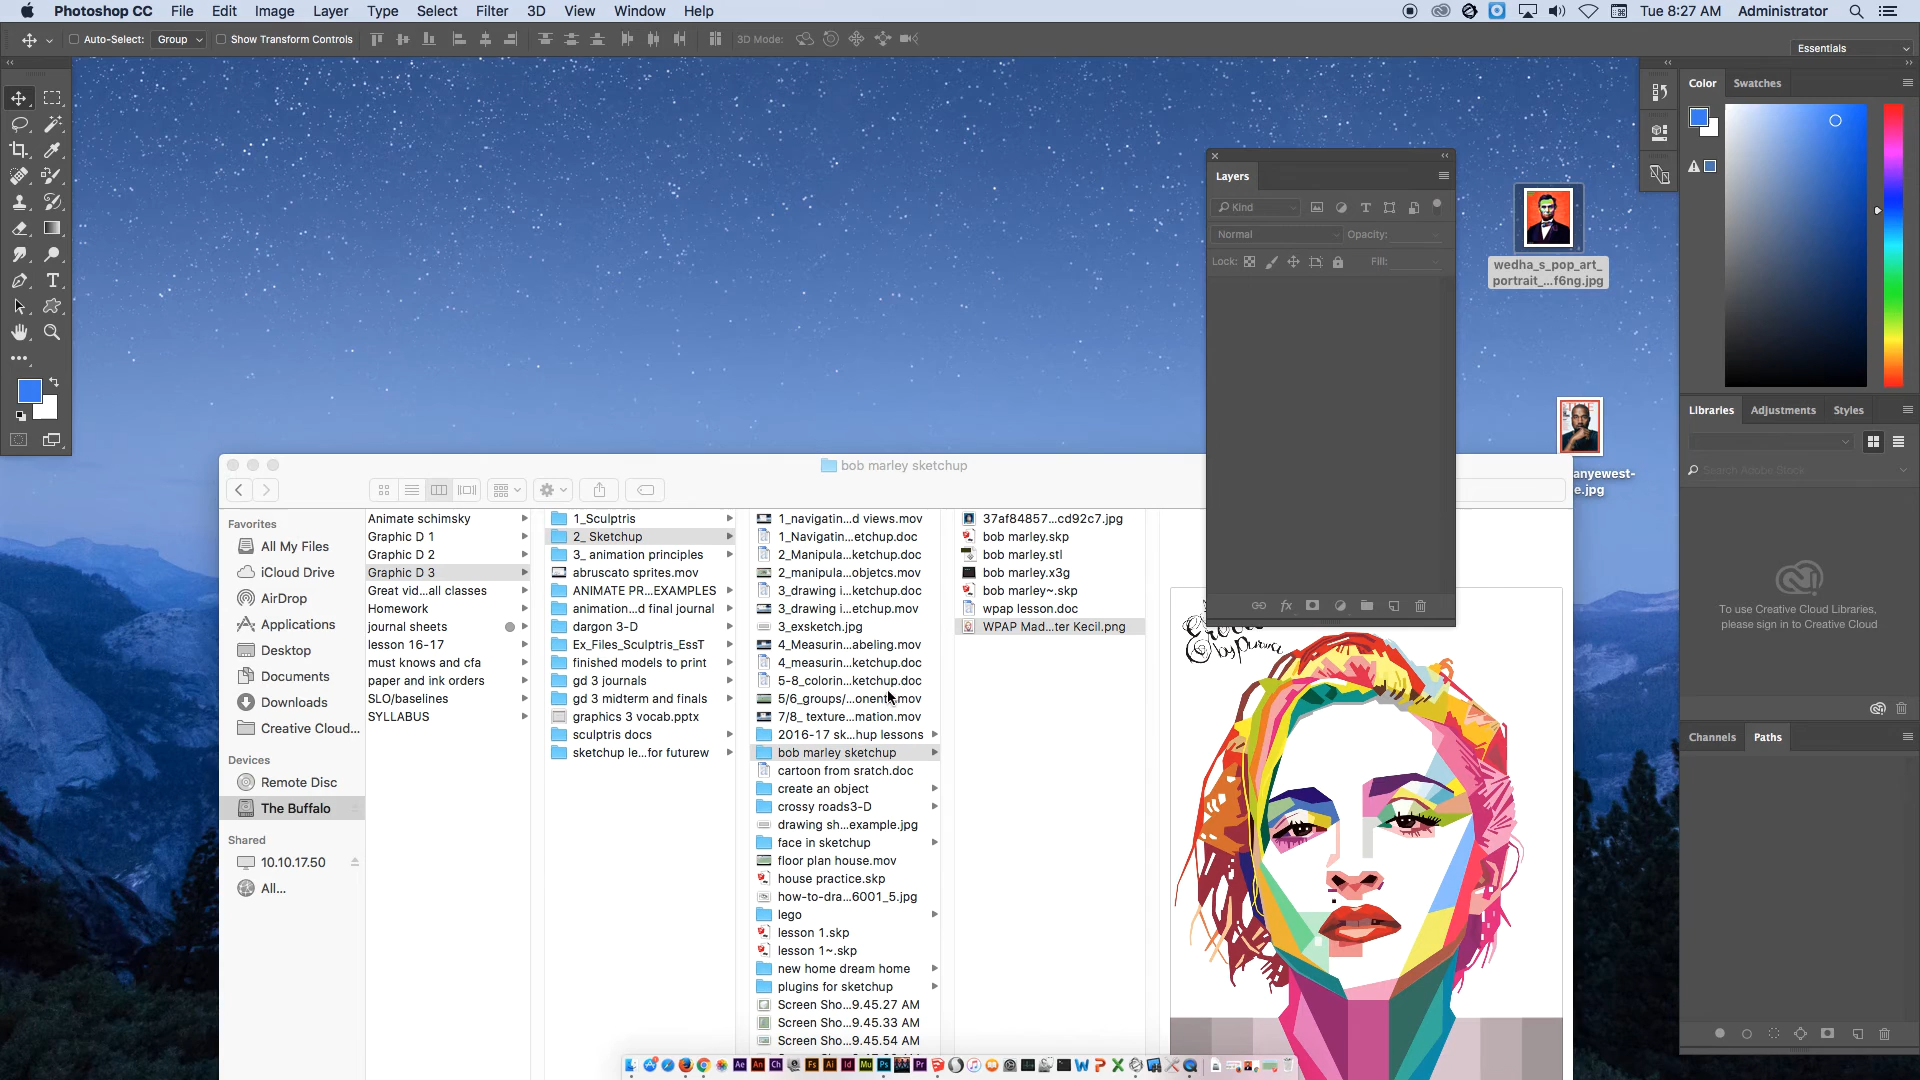 Photoshop CC File Edit Image Layer Type Select Filter 3D View Window Help
Tue 8:27 AM Administrator
Auto-Select: Group Show Transform Controls
3D Mode:
Essentials
Color Swatches
Layers
Kind
Normal Opacity:
Lock: Fill:
wedha_s_pop_art_
portrait_...f6ng.jpg
anyewest-
e.jpg
Libraries Adjustments Styles
Search Adobe Stock
To use Creative Cloud Libraries,
please sign in to Creative Cloud
Channels Paths
bob marley sketchup
Favorites
All My Files
iCloud Drive
AirDrop
Applications
Desktop
Documents
Downloads
Creative Cloud...
Devices
Remote Disc
The Buffalo
Shared
10.10.17.50
All...
Animate schimsky
Graphic D 1
Graphic D 2
Graphic D 3
Great vid...all classes
Homework
journal sheets
lesson 16-17
must knows and cfa
paper and ink orders
SLO/baselines
SYLLABUS
1_Sculptris
2_ Sketchup
3_ animation principles
abruscato sprites.mov
ANIMATE PR...EXAMPLES
animation...d final journal
dargon 3-D
Ex_Files_Sculptris_EssT
finished models to print
gd 3 journals
gd 3 midterm and finals
graphics 3 vocab.pptx
sculptris docs
sketchup le...for futurew
1_navigatin...d views.mov
1_Navigatin...etchup.doc
2_Manipula...ketchup.doc
2_manipula...objetcs.mov
3_drawing i...ketchup.doc
3_drawing i...etchup.mov
3_exsketch.jpg
4_Measurin...abeling.mov
4_measurin...ketchup.doc
5-8_colorin...ketchup.doc
5/6_groups/...onents.mov
7/8_ texture...mation.mov
2016-17 sk...hup lessons
bob marley sketchup
cartoon from sratch.doc
create an object
crossy roads3-D
drawing sh...example.jpg
face in sketchup
floor plan house.mov
house practice.skp
how-to-dra...6001_5.jpg
lego
lesson 1.skp
lesson 1~.skp
new home dream home
plugins for sketchup
Screen Sho...9.45.27 AM
Screen Sho...9.45.33 AM
Screen Sho...9.45.54 AM
37af84857...cd92c7.jpg
bob marley.skp
bob marley.stl
bob marley.x3g
bob marley~.skp
wpap lesson.doc
WPAP Mad...ter Kecil.png